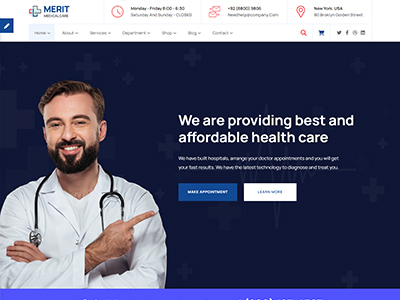 MERIT
MEDICAL CARE
Monday - Friday 8:00 - 6:30
Saturday And Sunday - CLOSED
+92 (8800) 9806
Needhelp@company.Com
New York. USA
80 Broklyn Golden Street
Home
About
Services
Department
Shop
Blog
Contact
We are providing best and
affordable health care
We have built hospitals, arrange your doctor appointments and you will get
your fast results. We have the latest technology to diagnose and treat you.
MAKE APPOINTMENT
LEARN MORE